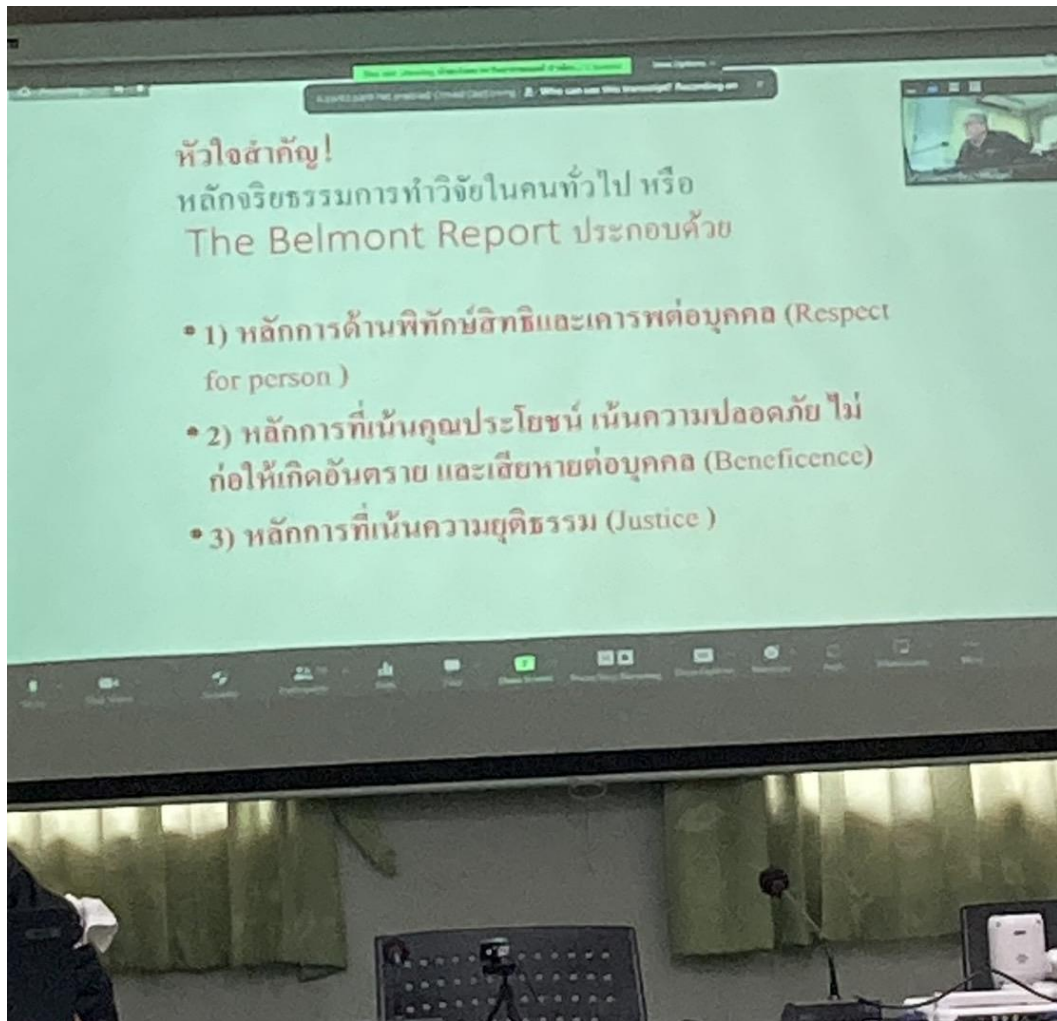 Who can see this transcript? Recording on
หัวใจสำคัญ!
หลักจริยธรรมการทำวิจัยในคนทั่วไป หรือ
The Belmont Report ประกอบด้วย
• 1) หลักการด้านพิทักษ์สิทธิและเคารพต่อบุคคล (Respect
for person )
• 2) หลักการที่เน้นคุณประโยชน์ เน้นความปลอดภัย ไม่
ก่อให้เกิดอันตราย และเสียหายต่อบุคคล (Beneficence)
• 3) หลักการที่เน้นความยุติธรรม (Justice )